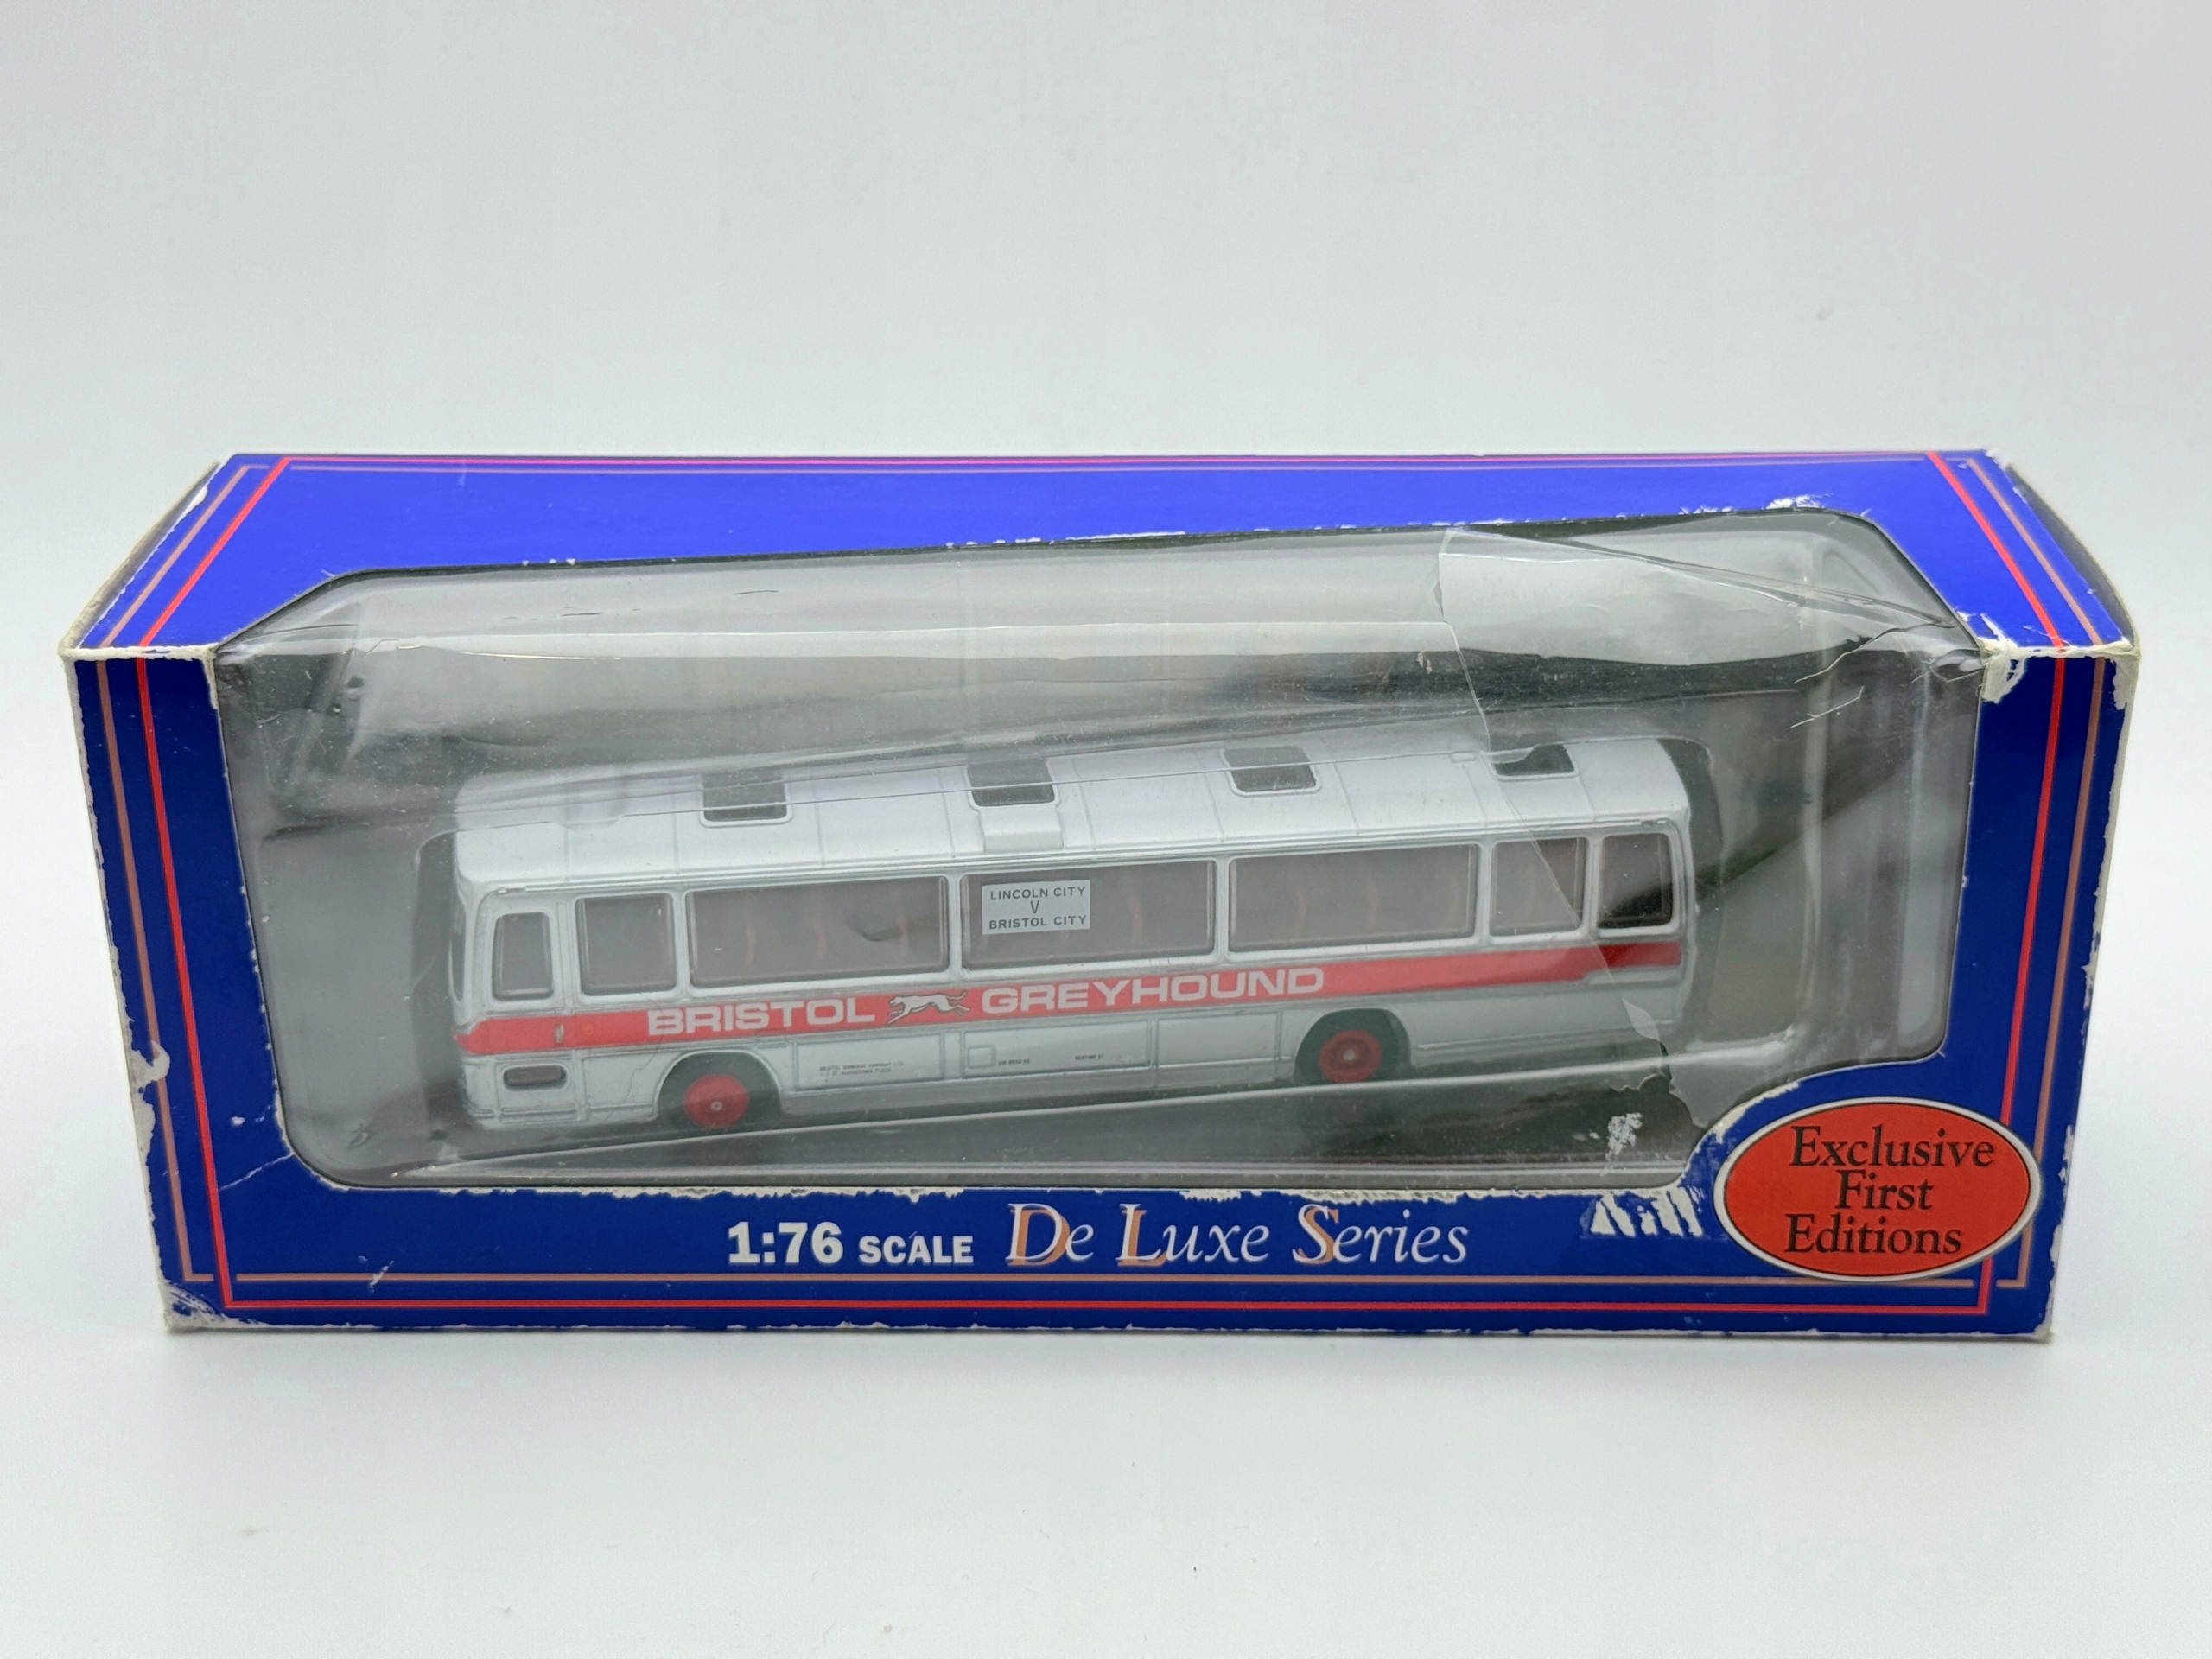 LINCOLN CITY
V
BRISTOL CITY
BRISTOL GREYHOUND
1:76 SCALE De Luxe Series
Exclusive
First
Editions